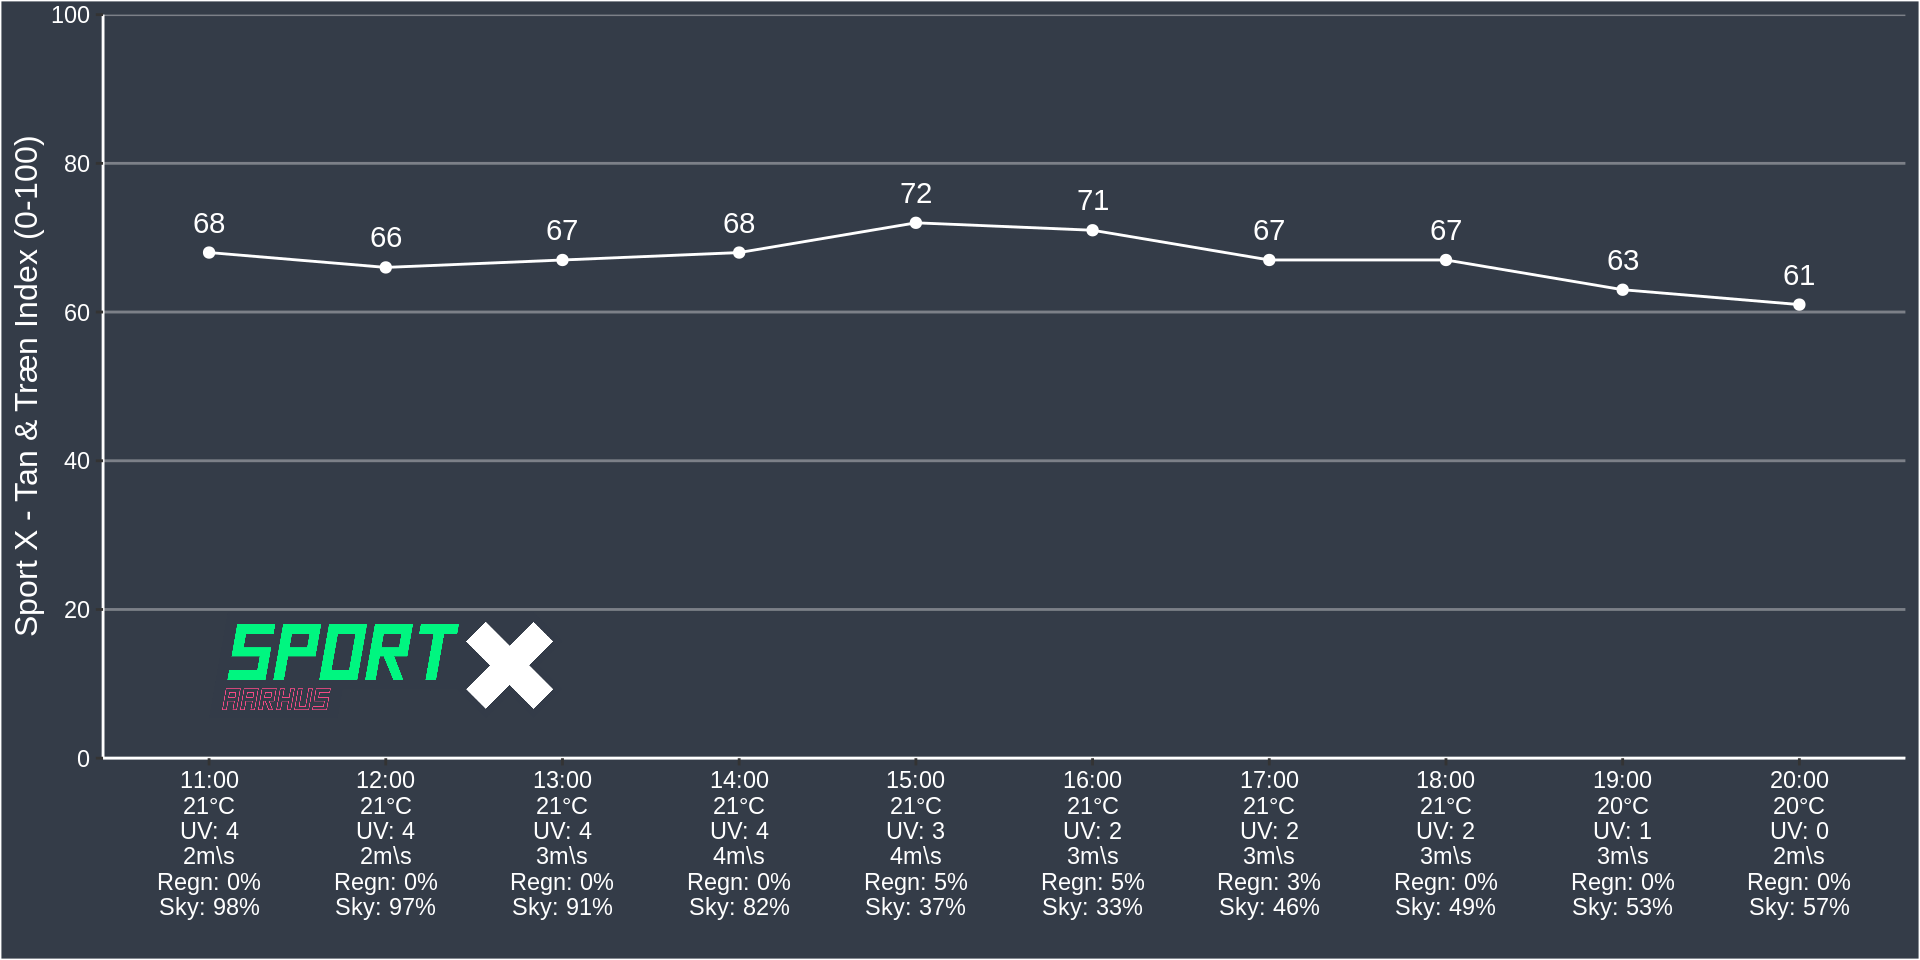 Sport X - Tan & Træn Index (0-100)
100
80
60
40
20
0
68 66 67 68 72 71 67 67 63 61
SPORT X
AARHUS
11:00 12:00 13:00 14:00 15:00 16:00 17:00 18:00 19:00 20:00
21°C 21°C 21°C 21°C 21°C 21°C 21°C 21°C 20°C 20°C
UV: 4 UV: 4 UV: 4 UV: 4 UV: 3 UV: 2 UV: 2 UV: 2 UV: 1 UV: 0
2m\s 2m\s 3m\s 4m\s 4m\s 3m\s 3m\s 3m\s 3m\s 2m\s
Regn: 0% Regn: 0% Regn: 0% Regn: 0% Regn: 5% Regn: 5% Regn: 3% Regn: 0% Regn: 0% Regn: 0%
Sky: 98% Sky: 97% Sky: 91% Sky: 82% Sky: 37% Sky: 33% Sky: 46% Sky: 49% Sky: 53% Sky: 57%